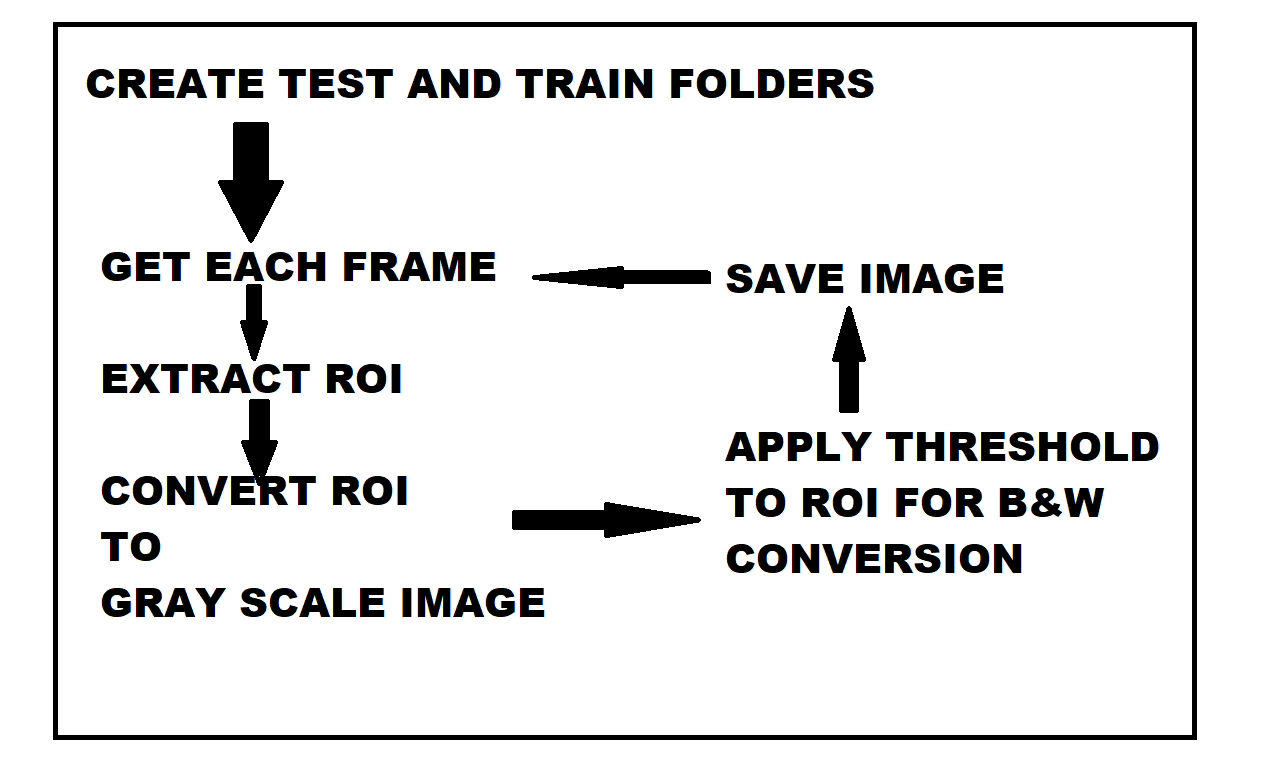 CREATE TEST AND TRAIN FOLDERS
GET EACH FRAME
EXTRACT ROI
CONVERT ROI
TO
GRAY SCALE IMAGE
APPLY THRESHOLD
TO ROI FOR B&W
CONVERSION
SAVE IMAGE